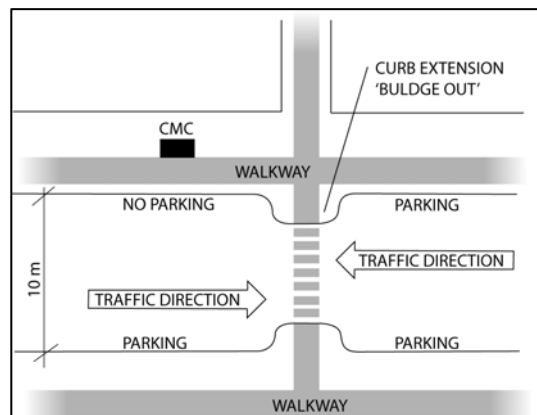 CURB EXTENSION
‘BULDGE OUT’
CMC
WALKWAY
NO PARKING
PARKING
TRAFFIC DIRECTION
10 m
TRAFFIC DIRECTION
PARKING
PARKING
WALKWAY